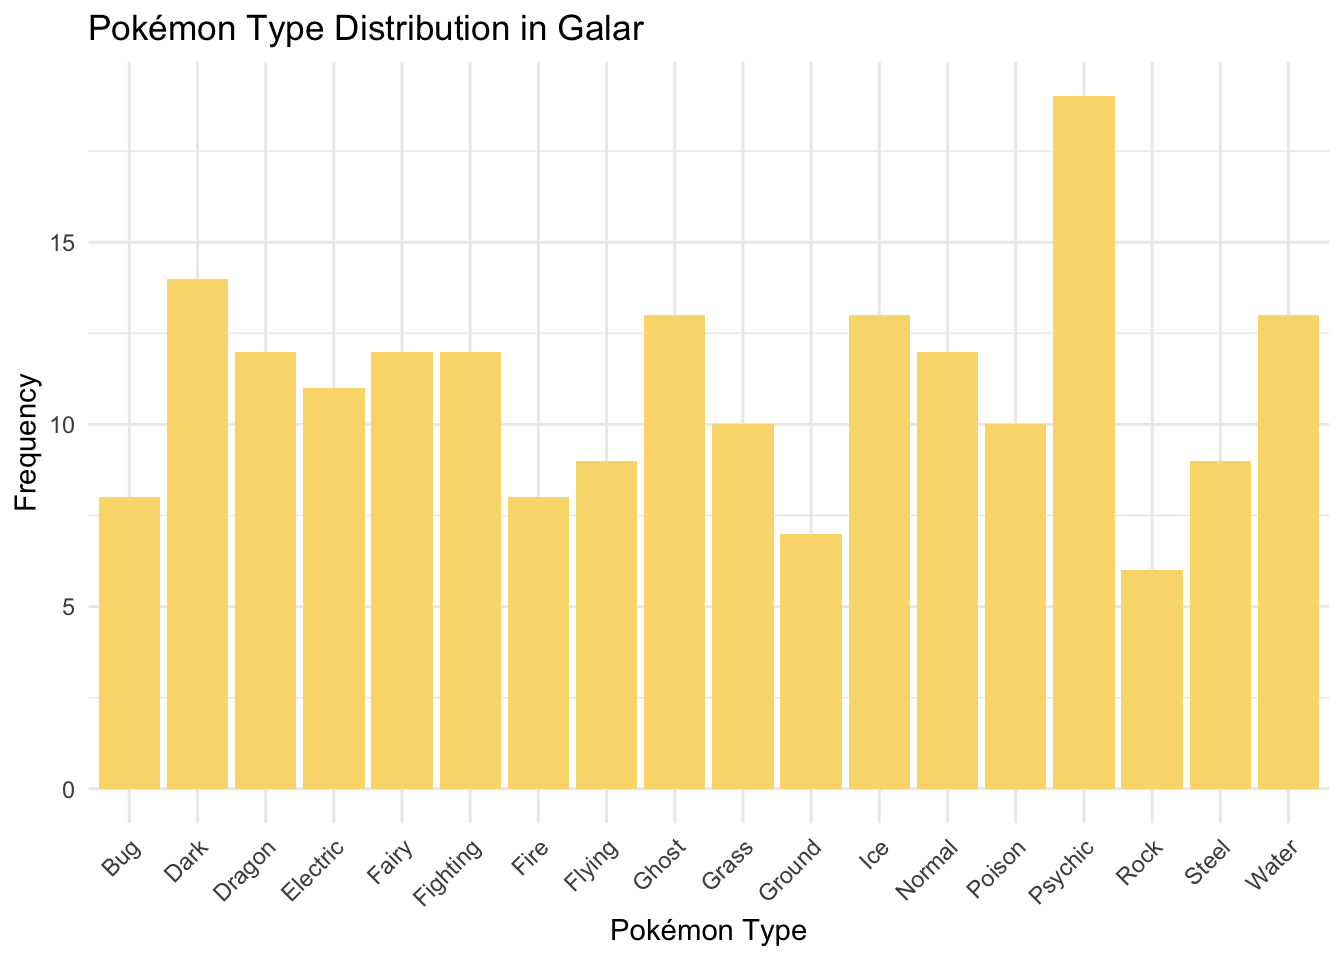 Pokémon Type Distribution in Galar
Frequency
15
10
5
0
Bug
Dark
Dragon
Electric
Fairy
Fighting
Fire
Flying
Ghost
Grass
Ground
Ice
Normal
Poison
Psychic
Rock
Steel
Water
Pokémon Type